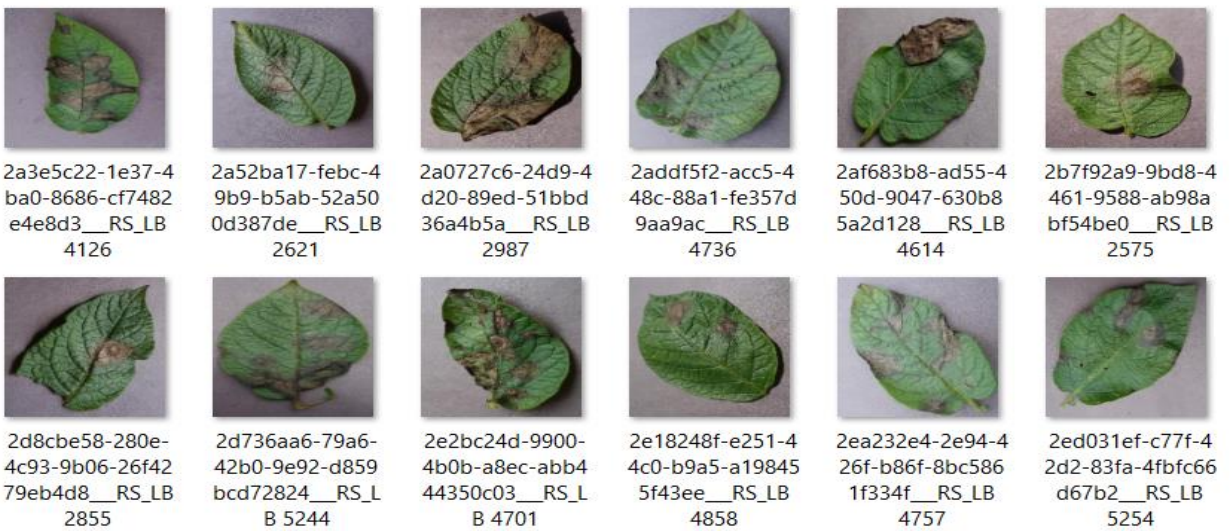 2a3e5c22-1e37-4
ba0-8686-cf7482
e4e8d3___RS_LB
4126
2a52ba17-febc-4
9b9-b5ab-52a50
0d387de___RS_LB
2621
2a0727c6-24d9-4
d20-89ed-51bbd
36a4b5a___RS_LB
2987
2addf5f2-acc5-4
48c-88a1-fe357d
9aa9ac___RS_LB
4736
2af683b8-ad55-4
50d-9047-630b8
5a2d128___RS_LB
4614
2b7f92a9-9bd8-4
461-9588-ab98a
bf54be0___RS_LB
2575
2d8cbe58-280e-
4c93-9b06-26f42
79eb4d8___RS_LB
2855
2d736aa6-79a6-
42b0-9e92-d859
bcd72824___RS_L
B 5244
2e2bc24d-9900-
4b0b-a8ec-abb4
44350c03___RS_L
B 4701
2e18248f-e251-4
4c0-b9a5-a19845
5f43ee___RS_LB
4858
2ea232e4-2e94-4
26f-b86f-8bc586
1f334f___RS_LB
4757
2ed031ef-c77f-4
2d2-83fa-4fbfc66
d67b2___RS_LB
5254